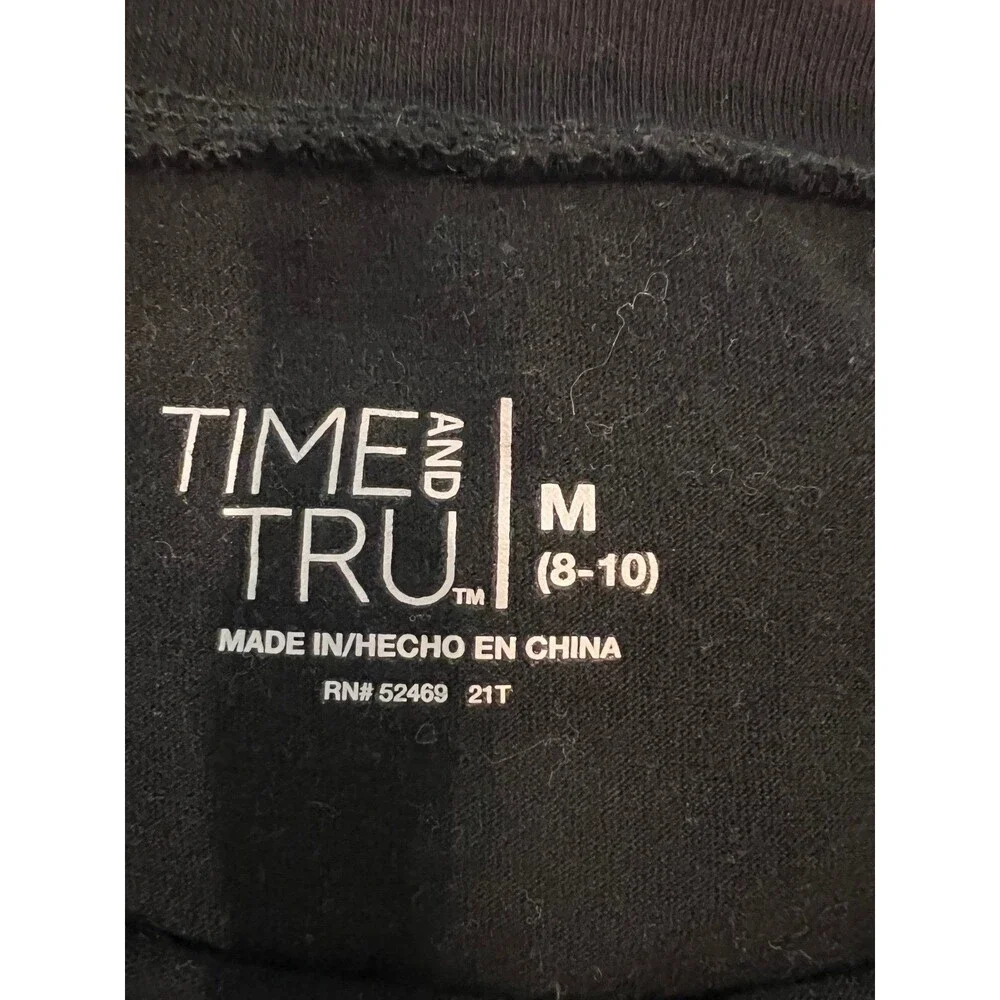 TIME AND
TRU™
M
(8-10)
MADE IN/HECHO EN CHINA
RN# 52469 21T